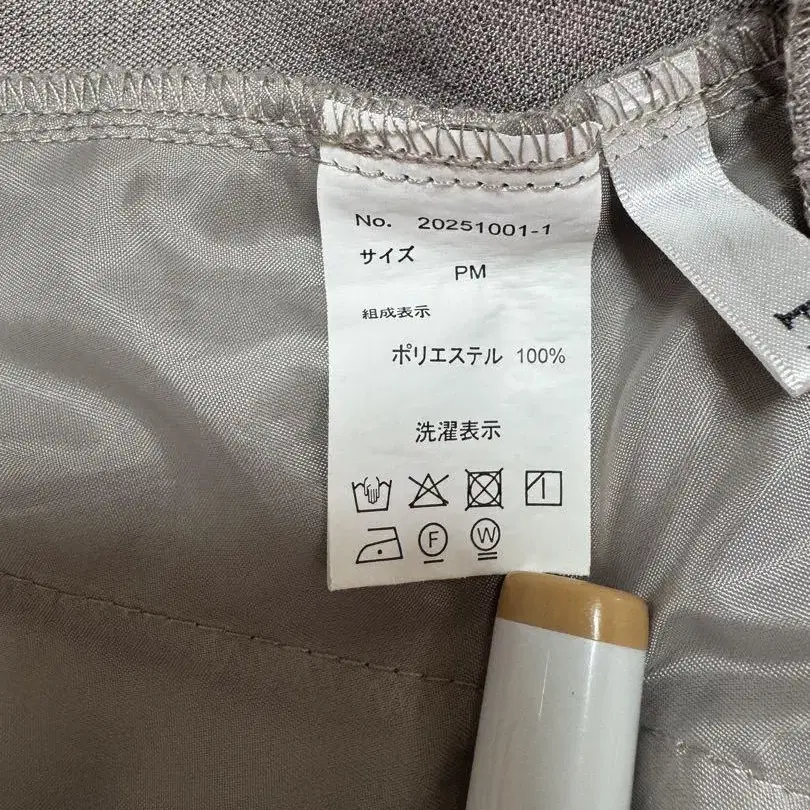 No. 20251001-1
サイズ
PM
組成表示
ポリエステル 100%
洗濯表示
F W